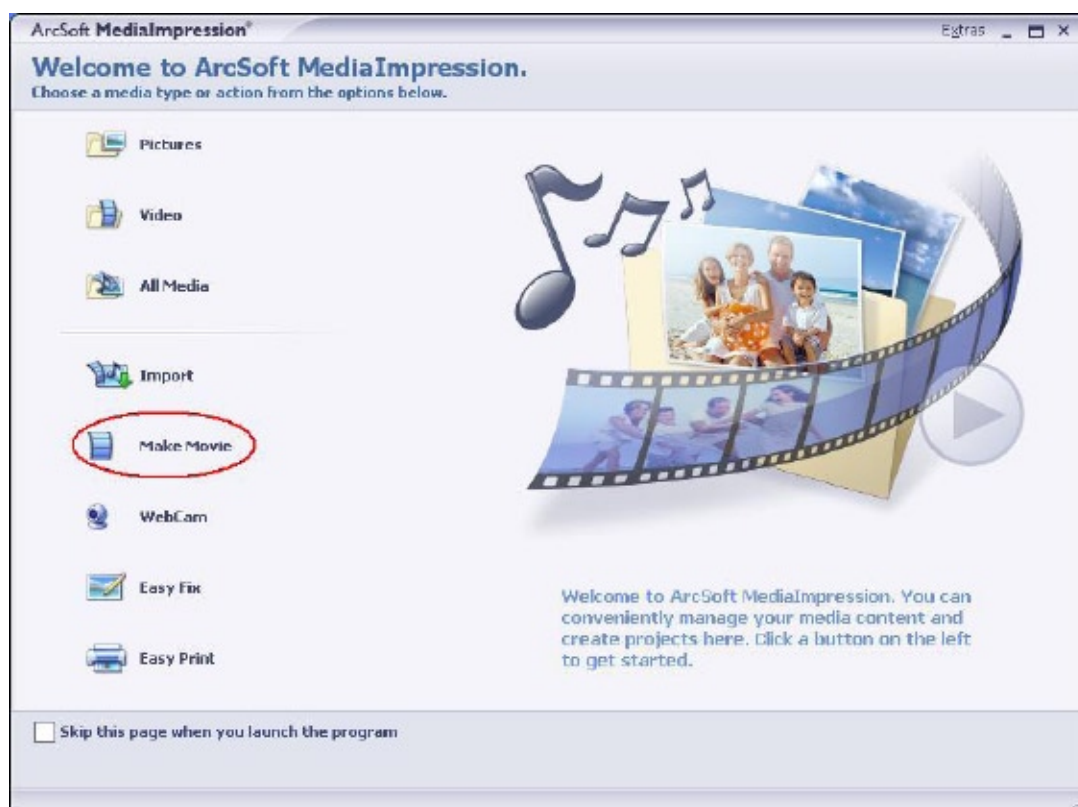 ArcSoft MediaImpression®
Extras
Welcome to ArcSoft MediaImpression.
Choose a media type or action from the options below.
Pictures
Video
All Media
Import
Make Movie
WebCam
Easy Fix
Easy Print
Welcome to ArcSoft MediaImpression. You can
conveniently manage your media content and
create projects here. Click a button on the left
to get started.
Skip this page when you launch the program